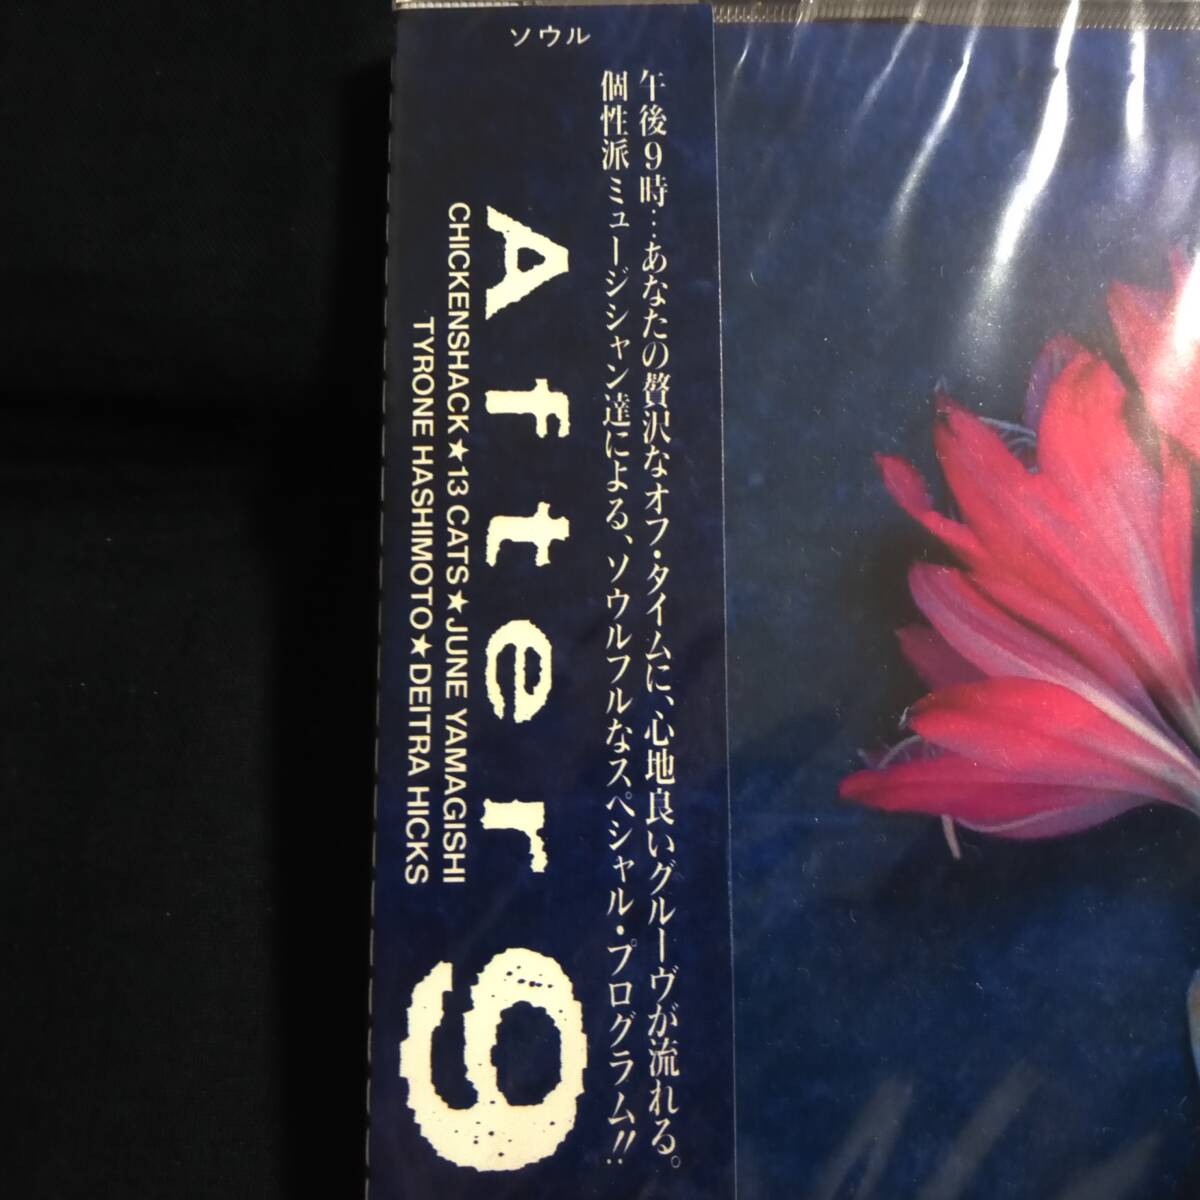 ソウル
午後9時…あなたの贅沢なオフ・タイムに、心地良いグルーヴが流れる。
個性派ミュージシャン達による、ソウルフルなスペシャル・プログラム!!
After 9
CHICKENSHACK★13 CATS★JUNE YAMAGISHI
TYRONE HASHIMOTO★DEITRA HICKS